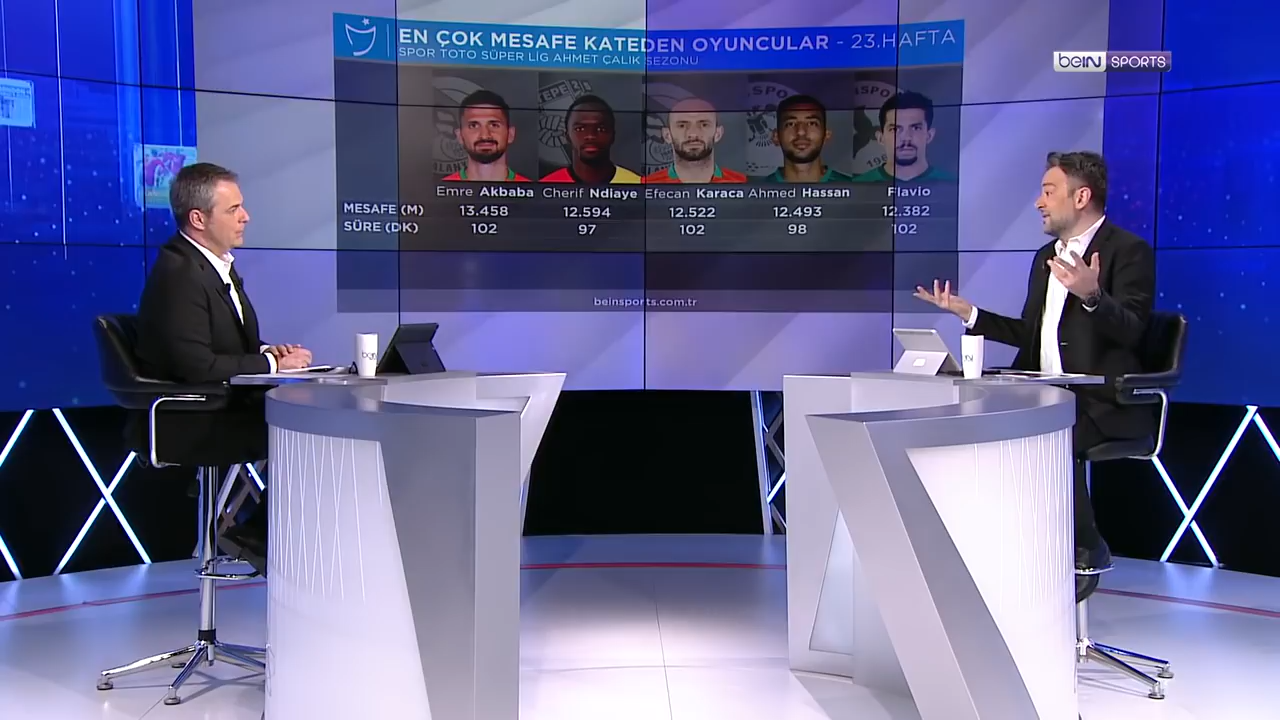 EN ÇOK MESAFE KATEDEN OYUNCULAR - 23.HAFTA
SPOR TOTO SÜPER LİG AHMET ÇALIK SEZONU
beIN SPORTS
Emre Akbaba Cherif Ndiaye Efecan Karaca Ahmed Hassan Flavio
MESAFE (M) 13.458 12.594 12.522 12.493 12.382
SÜRE (DK) 102 97 102 98 102
beinsports.com.tr
beIN